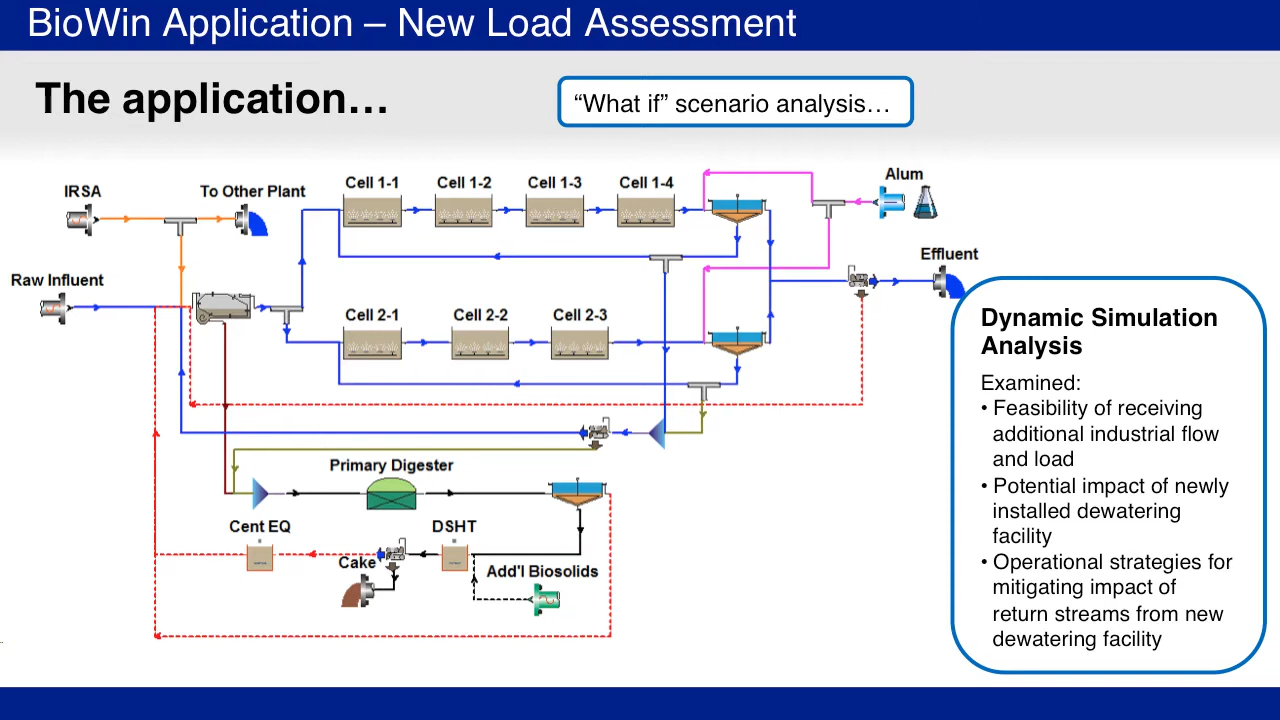 BioWin Application – New Load Assessment
The application…
“What if” scenario analysis…
IRSA
To Other Plant
Cell 1-1
Cell 1-2
Cell 1-3
Cell 1-4
Alum
Raw Influent
Effluent
Cell 2-1
Cell 2-2
Cell 2-3
Primary Digester
Cent EQ
DSHT
Cake
Add'l Biosolids
Dynamic Simulation
Analysis
Examined:
• Feasibility of receiving
additional industrial flow
and load
• Potential impact of newly
installed dewatering
facility
• Operational strategies for
mitigating impact of
return streams from new
dewatering facility